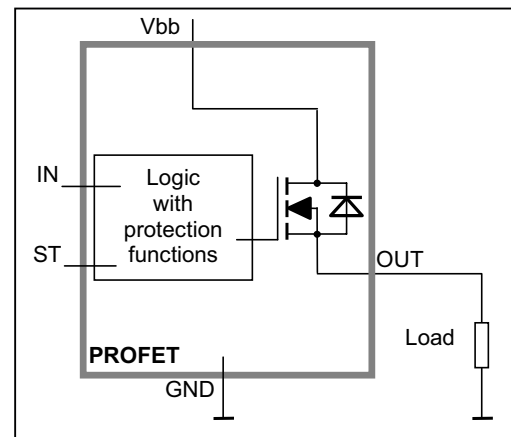 Vbb
IN
Logic
with
protection
functions
ST
OUT
Load
PROFET
GND